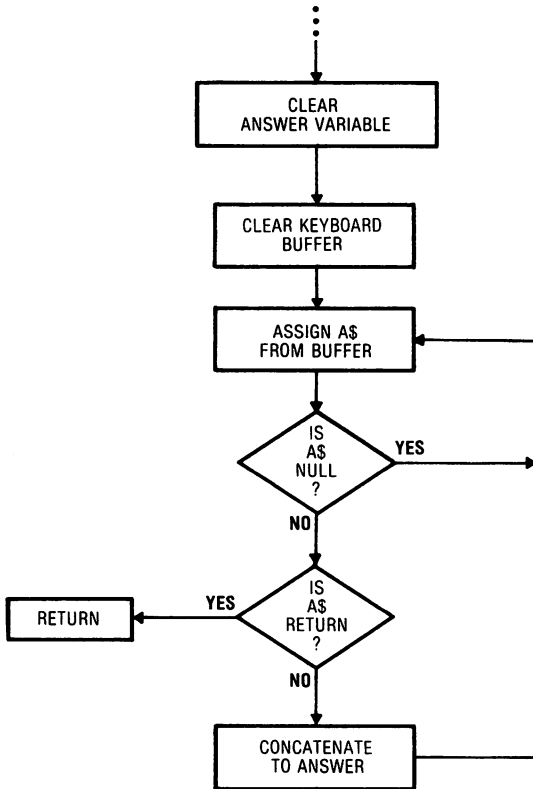 CLEAR
ANSWER VARIABLE
CLEAR KEYBOARD
BUFFER
ASSIGN A$
FROM BUFFER
IS
A$
NULL
?
YES
NO
IS
A$
RETURN
?
YES
RETURN
NO
CONCATENATE
TO ANSWER